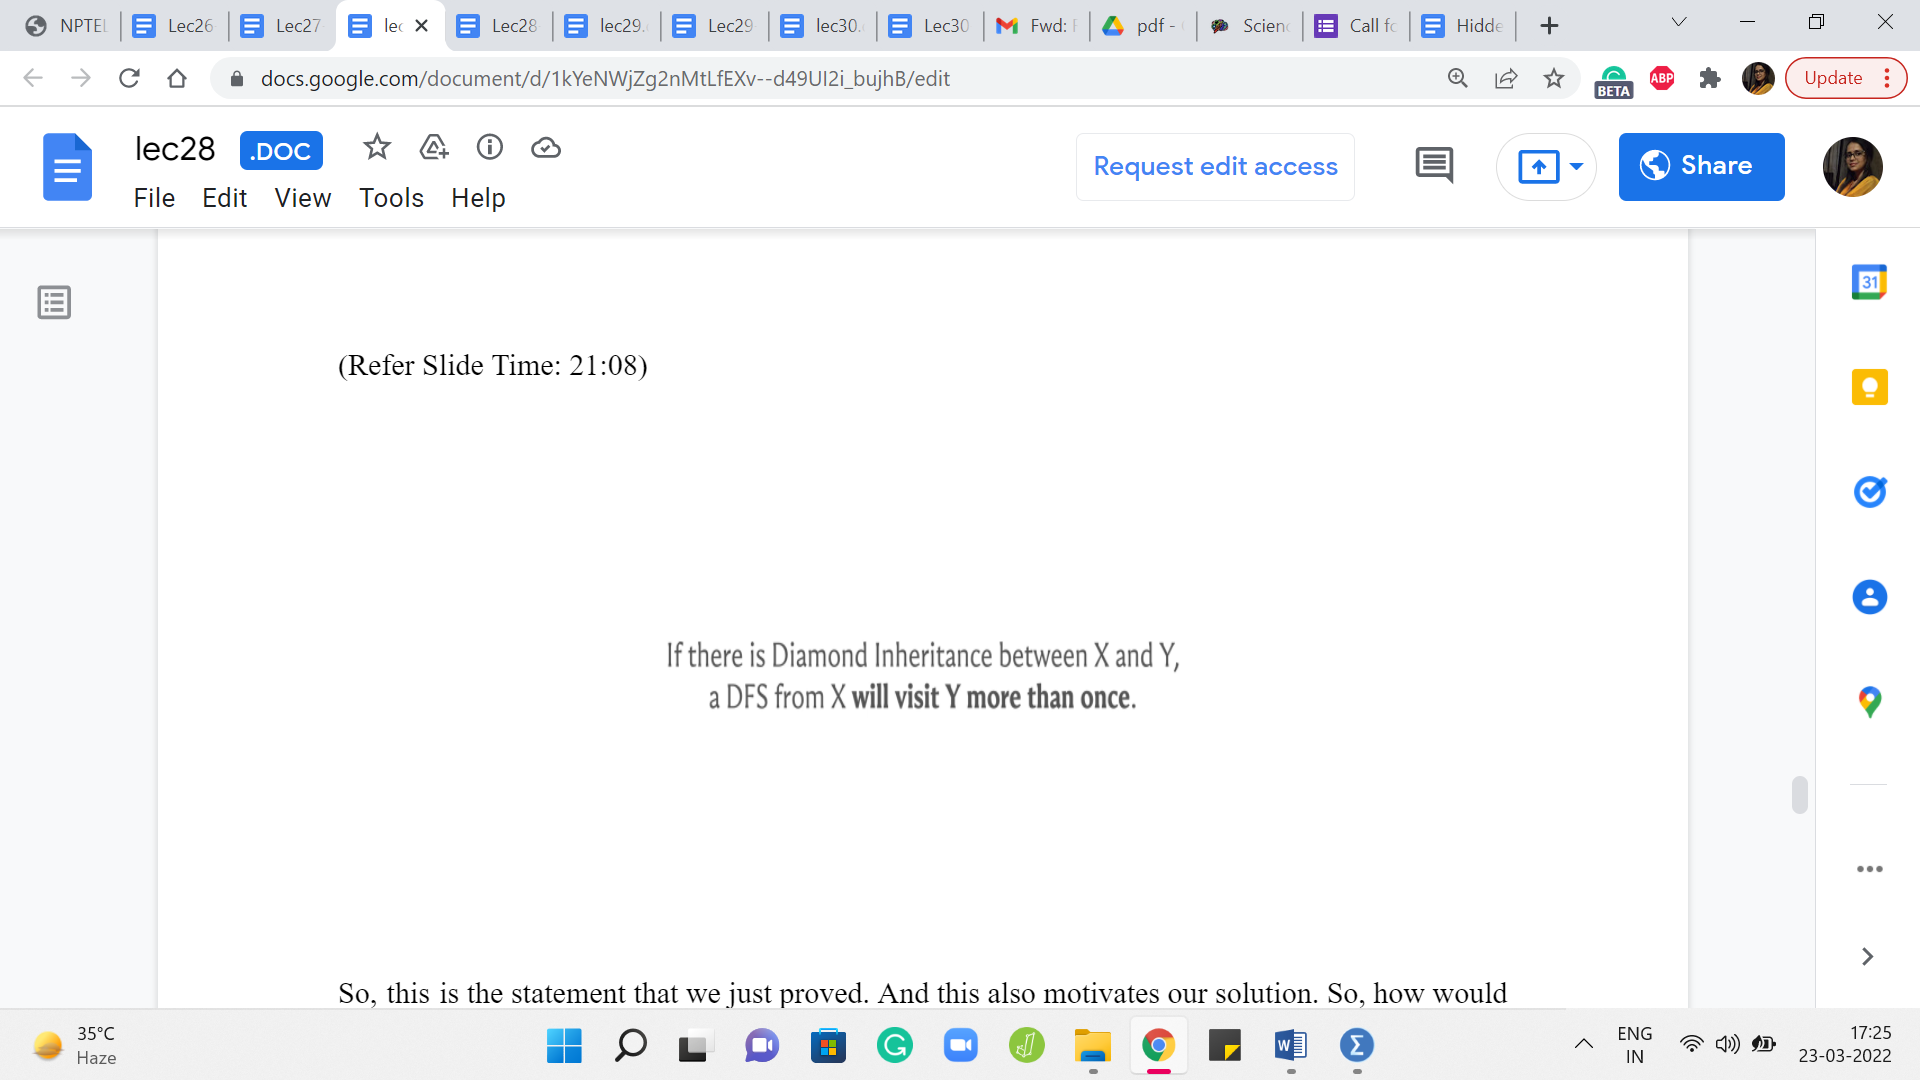 NPTEL
Lec26
Lec27
lec
Lec28
lec29.
Lec29
lec30.
Lec30
Fwd:
pdf -
Scienc
Call fo
Hidde
docs.google.com/document/d/1kYeNWjZg2nMtLfEXv--d49UI2i_bujhB/edit
BETA
ABP
Update
lec28 .DOC
Request edit access
Share
File Edit View Tools Help
31
(Refer Slide Time: 21:08)
If there is Diamond Inheritance between X and Y,
a DFS from X will visit Y more than once.
So, this is the statement that we just proved. And this also motivates our solution. So, how would
35°C
Haze
ENG
IN
17:25
23-03-2022